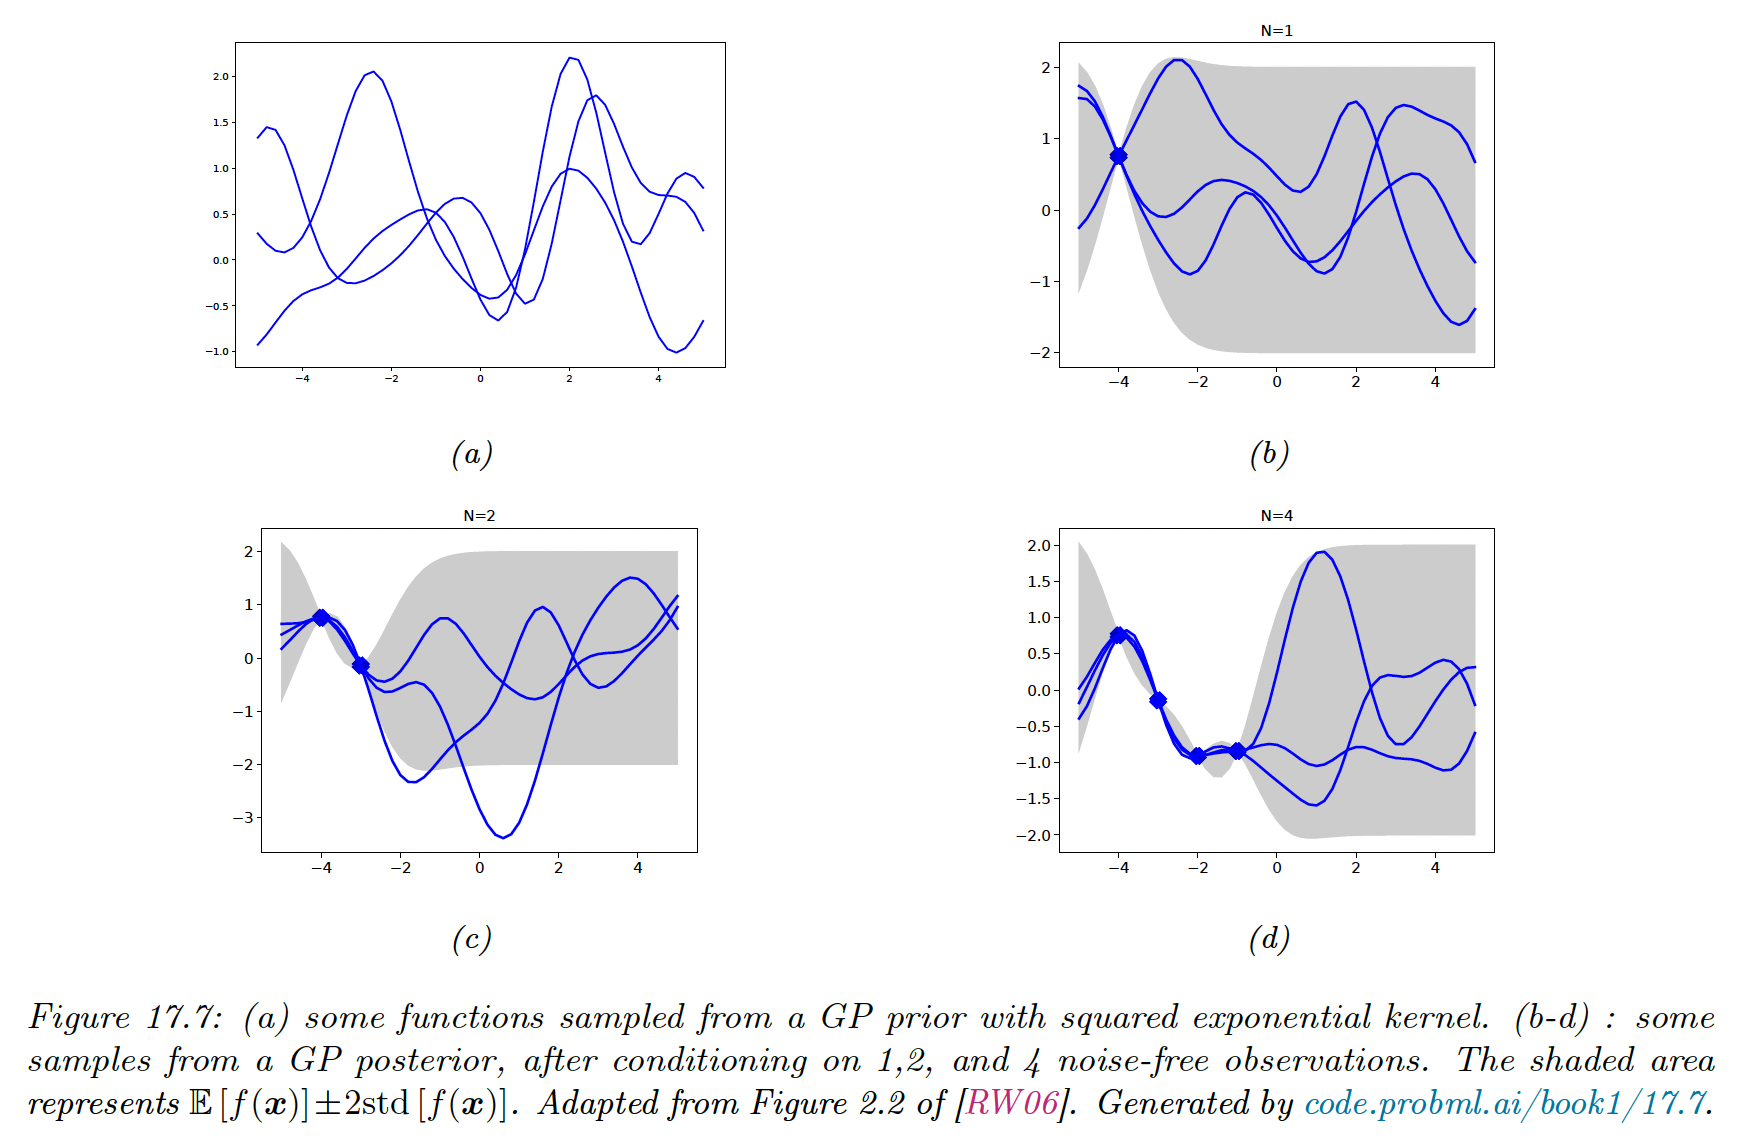 2.0
1.5
1.0
0.5
0.0
−0.5
−1.0
−4 −2 0 2 4
(a)
N=1
2
1
0
−1
−2
−4 −2 0 2 4
(b)
N=2
2
1
0
−1
−2
−3
−4 −2 0 2 4
(c)
N=4
2.0
1.5
1.0
0.5
0.0
−0.5
−1.0
−1.5
−2.0
−4 −2 0 2 4
(d)
Figure 17.7: (a) some functions sampled from a GP prior with squared exponential kernel. (b-d) : some
samples from a GP posterior, after conditioning on 1,2, and 4 noise-free observations. The shaded area
represents 𝔼 [f(x)]±2std [f(x)]. Adapted from Figure 2.2 of [RW06]. Generated by code.probml.ai/book1/17.7.